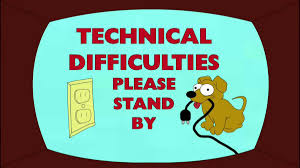 TECHNICAL
DIFFICULTIES
PLEASE
STAND
BY